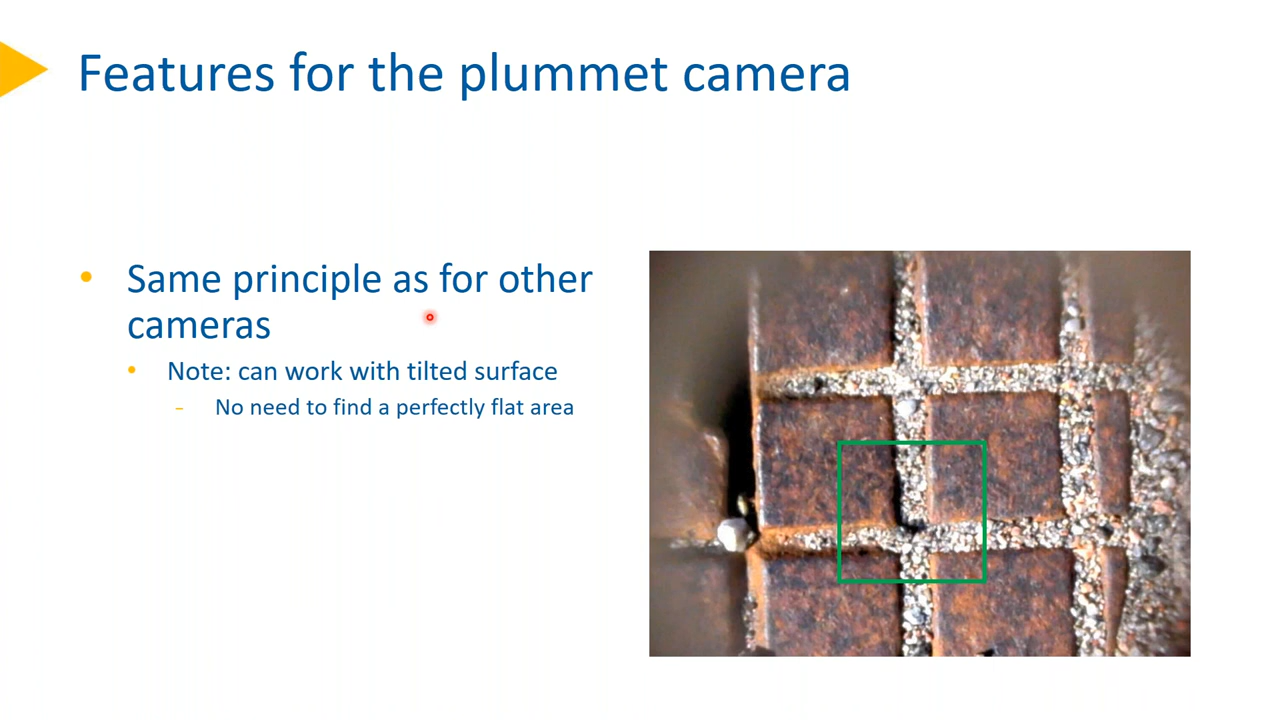 Features for the plummet camera
• Same principle as for other
cameras
• Note: can work with tilted surface
- No need to find a perfectly flat area